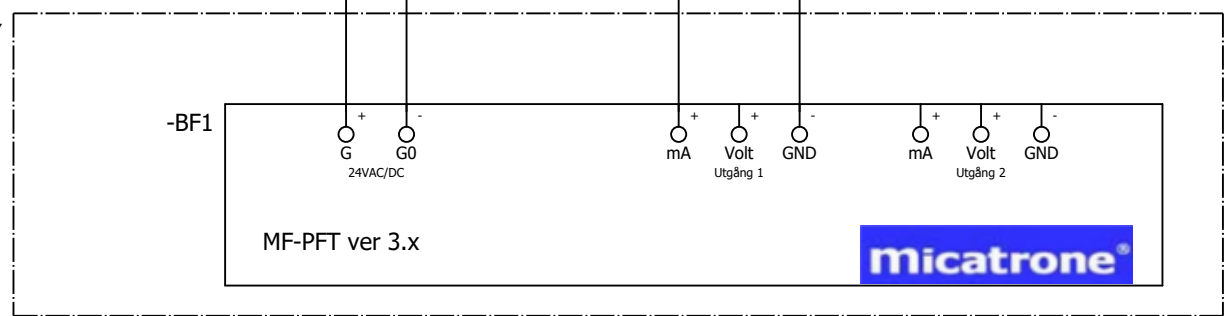 -BF1
+ - + + - + + -
G G0 mA Volt GND mA Volt GND
24VAC/DC Utgång 1 Utgång 2
MF-PFT ver 3.x
micatrone®